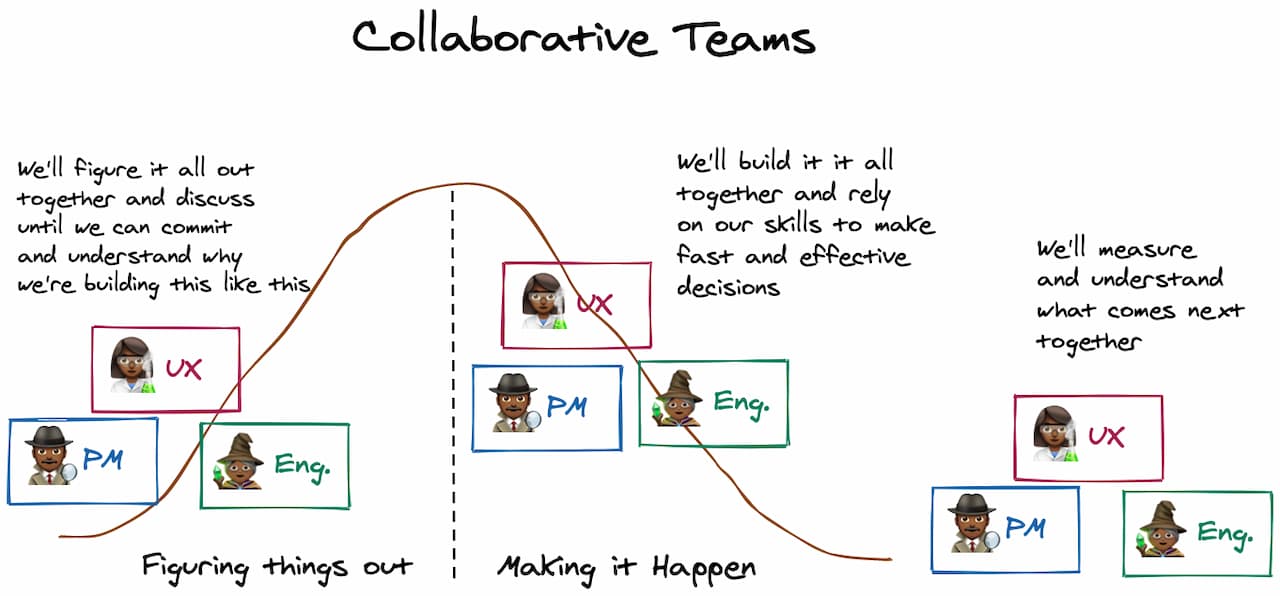 Collaborative Teams
We'll figure it all out
together and discuss
until we can commit
and understand why
we're building this like this
UX
PM
Eng.
Figuring things out
We'll build it it all
together and rely
on our skills to make
fast and effective
decisions
UX
PM
Eng.
Making it Happen
We'll measure
and understand
what comes next
together
UX
PM
Eng.